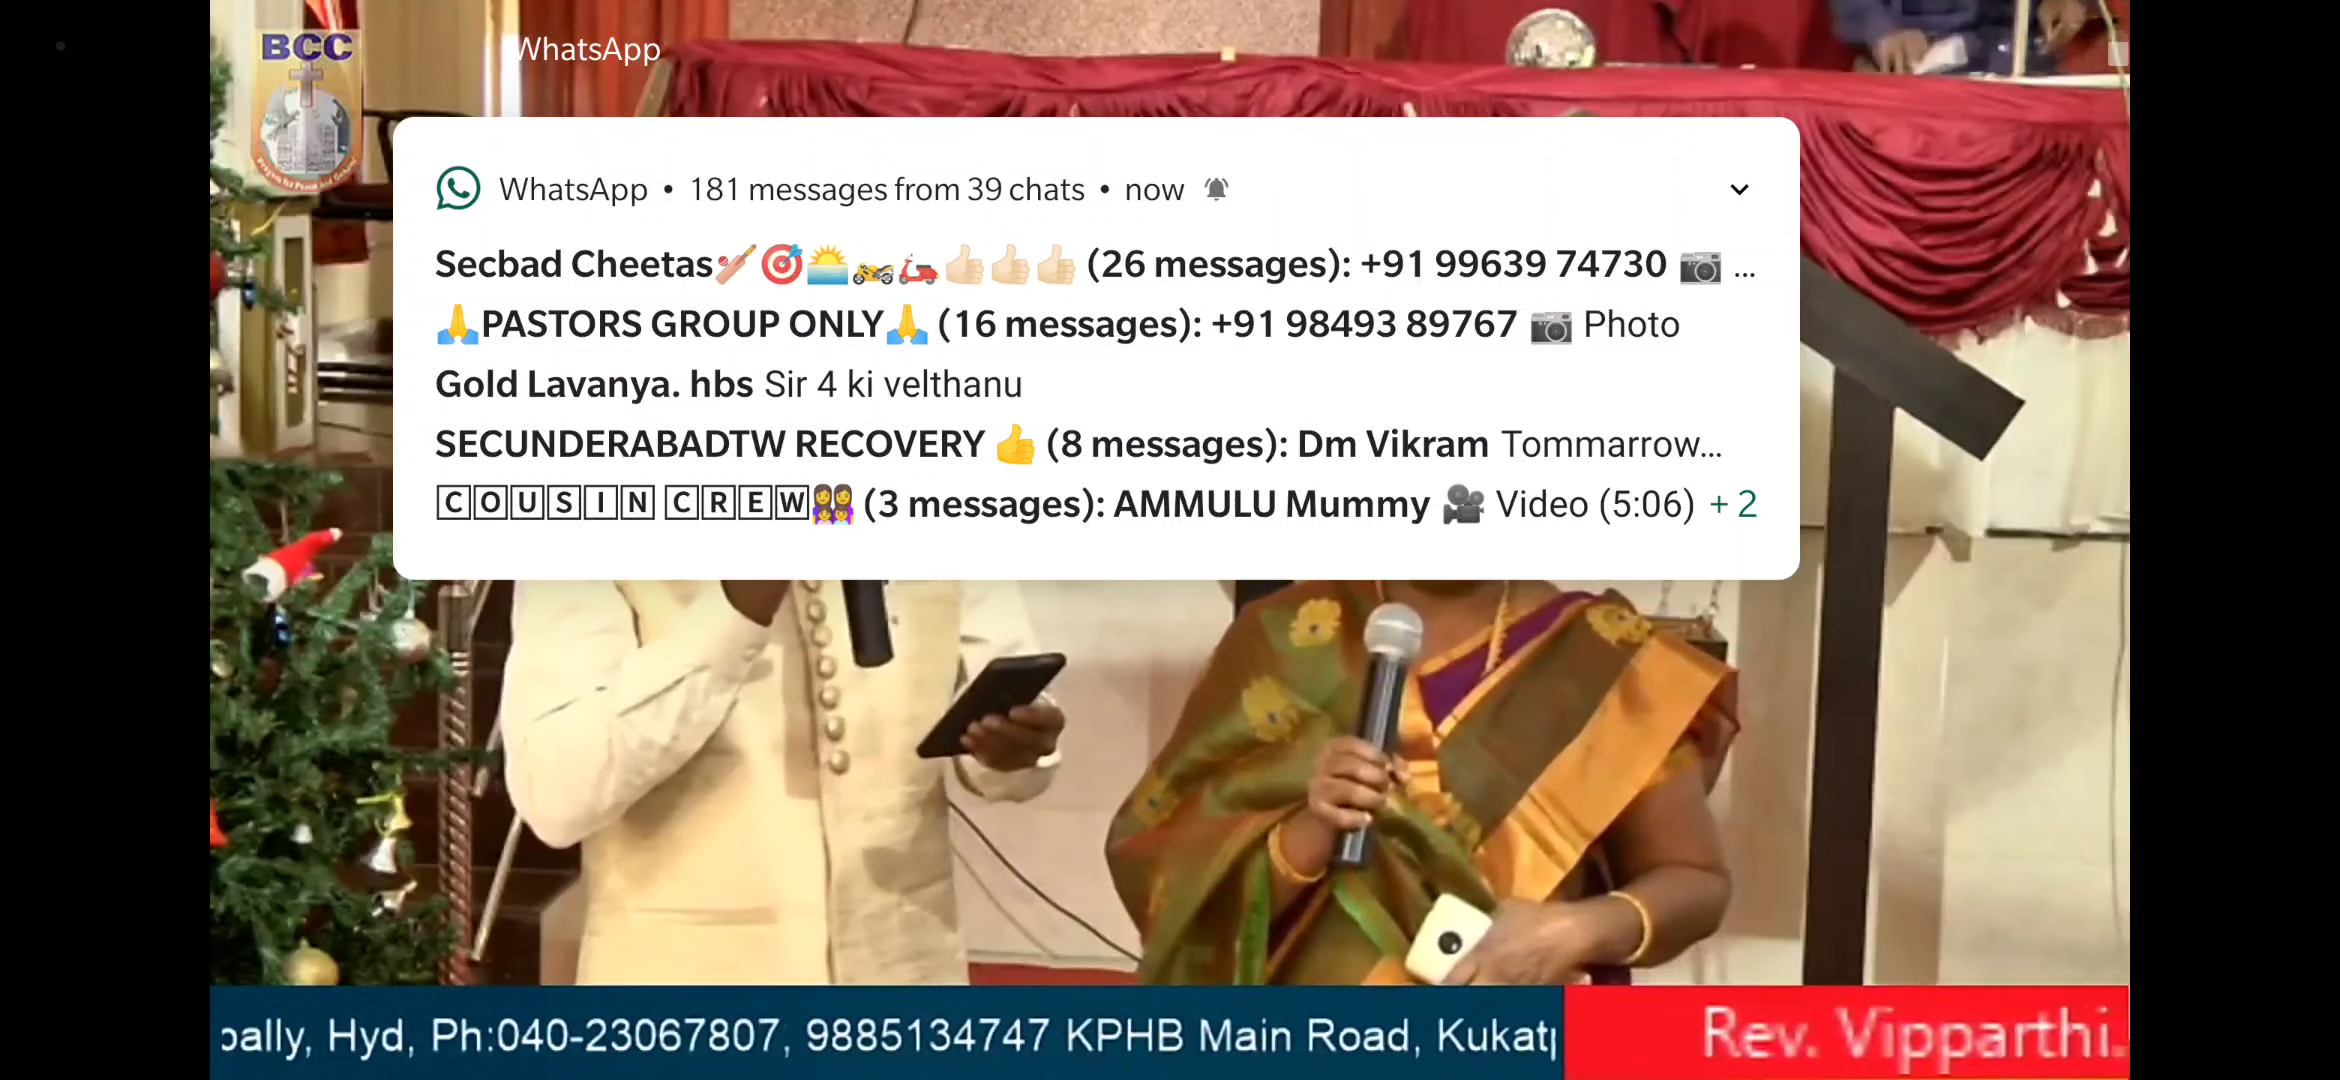 BCC
WhatsApp
WhatsApp • 181 messages from 39 chats • now
Secbad Cheetas🏏🎯🌅🏍🛵👍🏻👍🏻👍🏻 (26 messages): +91 99639 74730 📷 ...
🙏PASTORS GROUP ONLY🙏 (16 messages): +91 98493 89767 📷 Photo
Gold Lavanya. hbs Sir 4 ki velthanu
SECUNDERABADTW RECOVERY 👍 (8 messages): Dm Vikram Tommarrow...
🄲🄾🅄🅂🄸🄽 🄲🅁🄴🅆👩‍👩‍👧‍👦 (3 messages): AMMULU Mummy 🎥 Video (5:06) + 2
pally, Hyd, Ph:040-23067807, 9885134747 KPHB Main Road, Kukatp
Rev. Vipparthi.